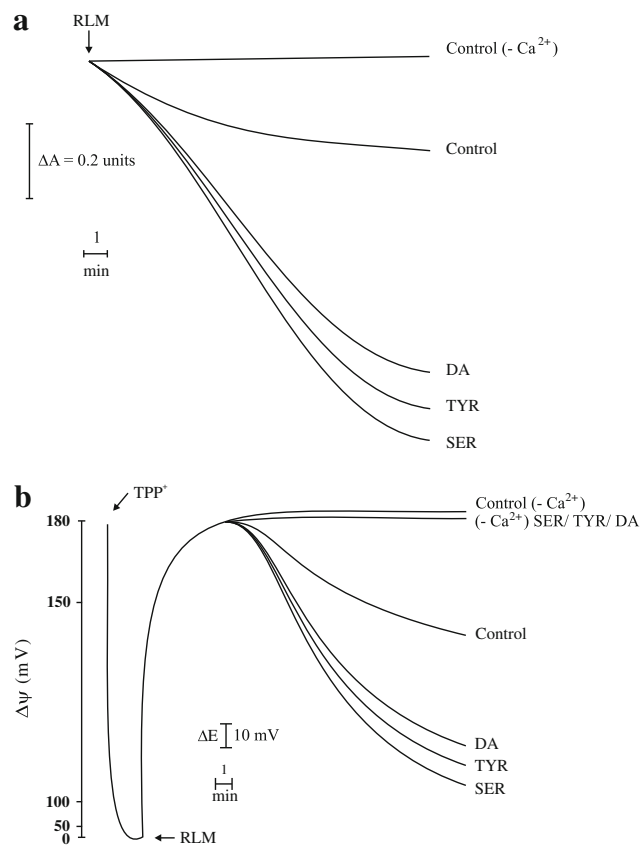 a
RLM
Control (- Ca²⁺)
Control
ΔA = 0.2 units
1
min
DA
TYR
SER
b
TPP⁺
Control (- Ca²⁺)
180
(- Ca²⁺) SER/ TYR/ DA
150
Control
Δψ (mV)
ΔE
10 mV
DA
TYR
1
min
SER
100
50
0
RLM